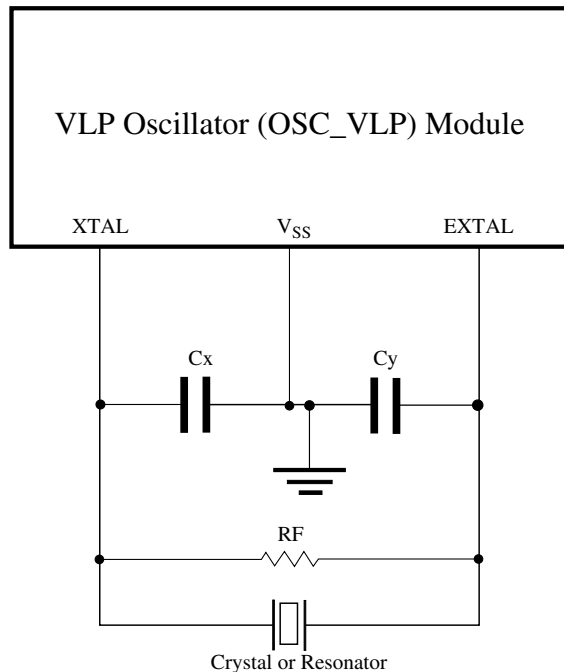 VLP Oscillator (OSC_VLP) Module
XTAL VSS EXTAL
Cx Cy
RF
Crystal or Resonator